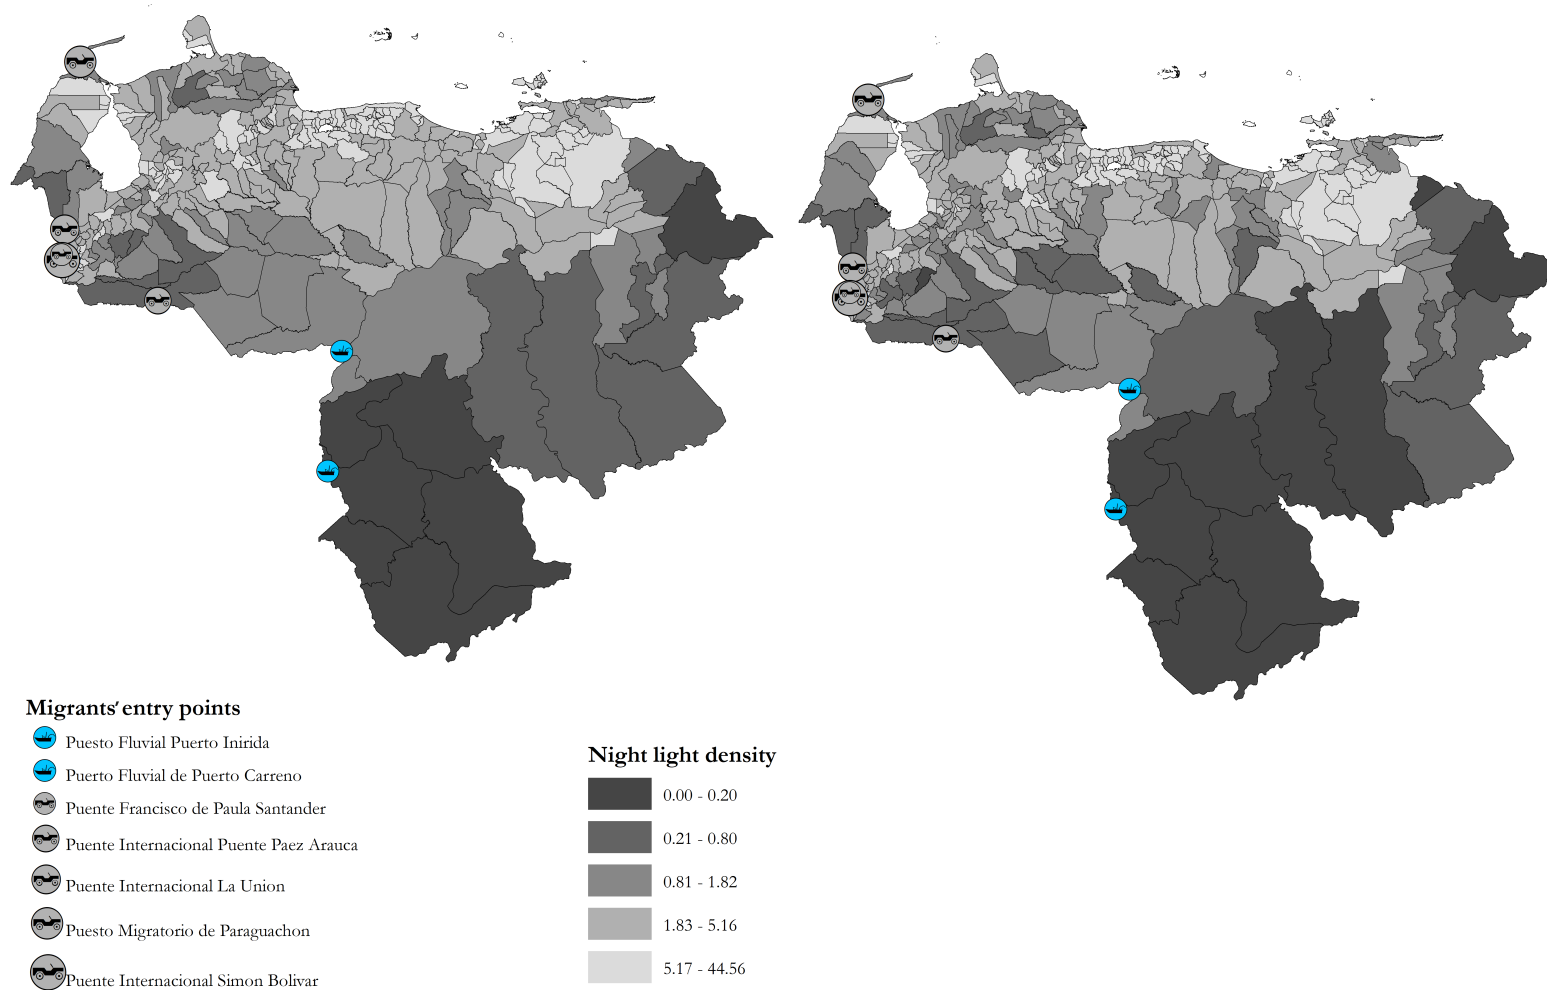 Migrants' entry points
Puesto Fluvial Puerto Inirida
Puerto Fluvial de Puerto Carreno
Puente Francisco de Paula Santander
Puente Internacional Puente Paez Arauca
Puente Internacional La Union
Puesto Migratorio de Paraguachon
Puente Internacional Simon Bolivar
Night light density
0.00 - 0.20
0.21 - 0.80
0.81 - 1.82
1.83 - 5.16
5.17 - 44.56